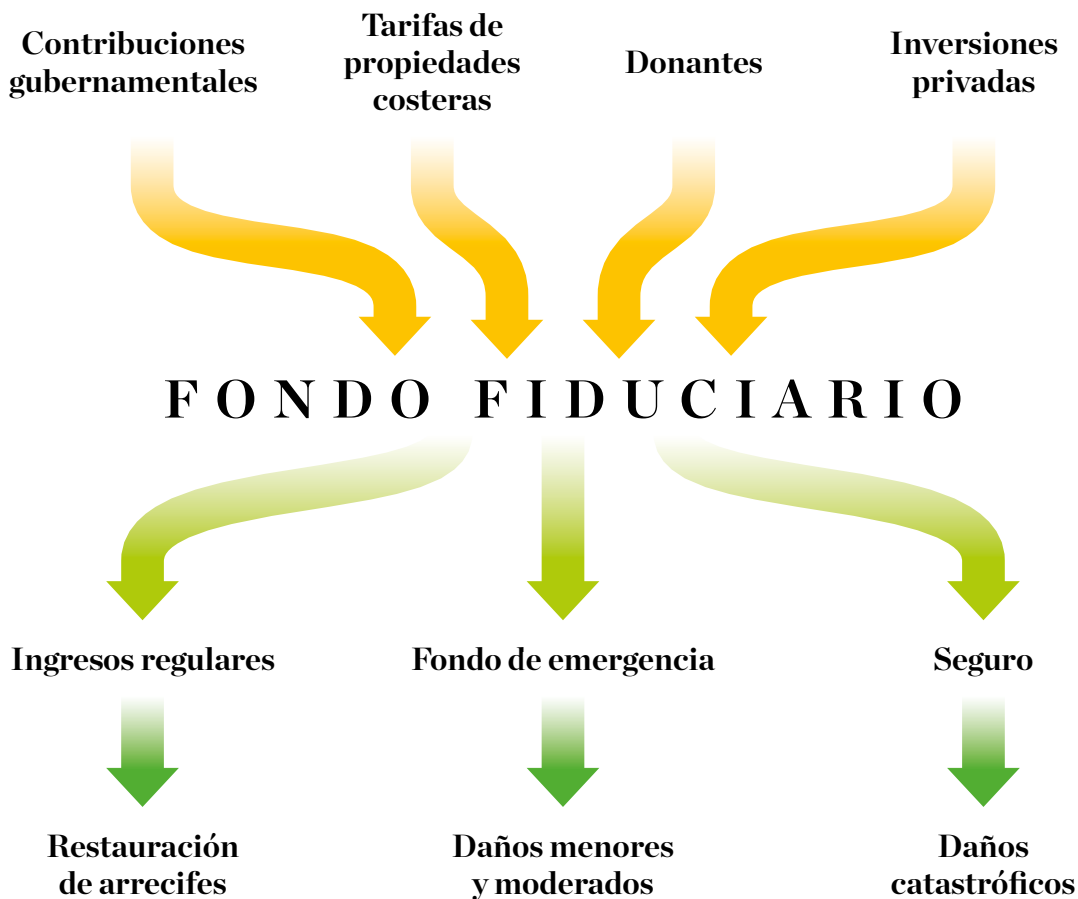 Contribuciones
gubernamentales
Tarifas de
propiedades
costeras
Donantes
Inversiones
privadas
FONDO FIDUCIARIO
Ingresos regulares
Fondo de emergencia
Seguro
Restauración
de arrecifes
Daños menores
y moderados
Daños
catastróficos